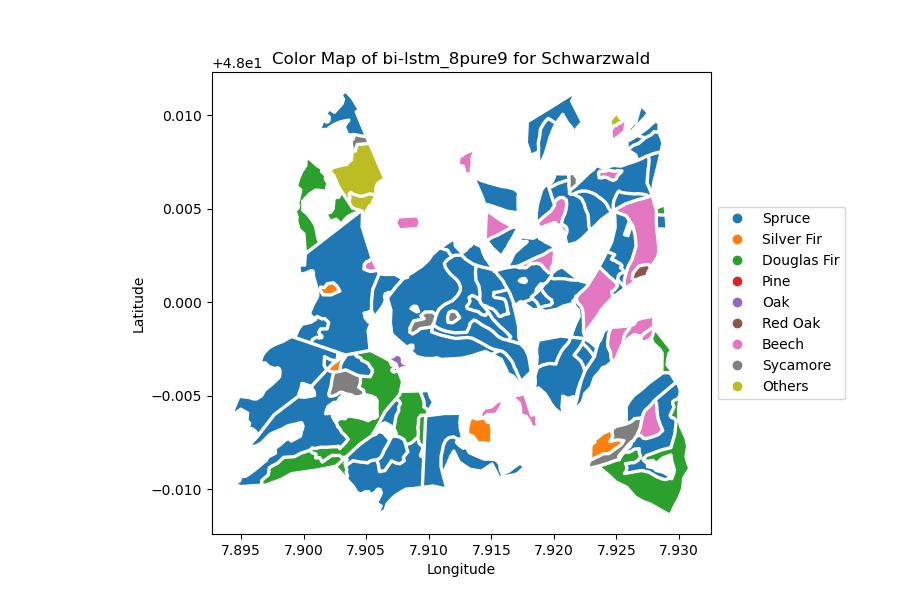 Color Map of bi-lstm_8pure9 for Schwarzwald
+4.8e1
0.010
0.005
0.000
−0.005
−0.010
Latitude
7.895 7.900 7.905 7.910 7.915 7.920 7.925 7.930
Longitude
Spruce
Silver Fir
Douglas Fir
Pine
Oak
Red Oak
Beech
Sycamore
Others